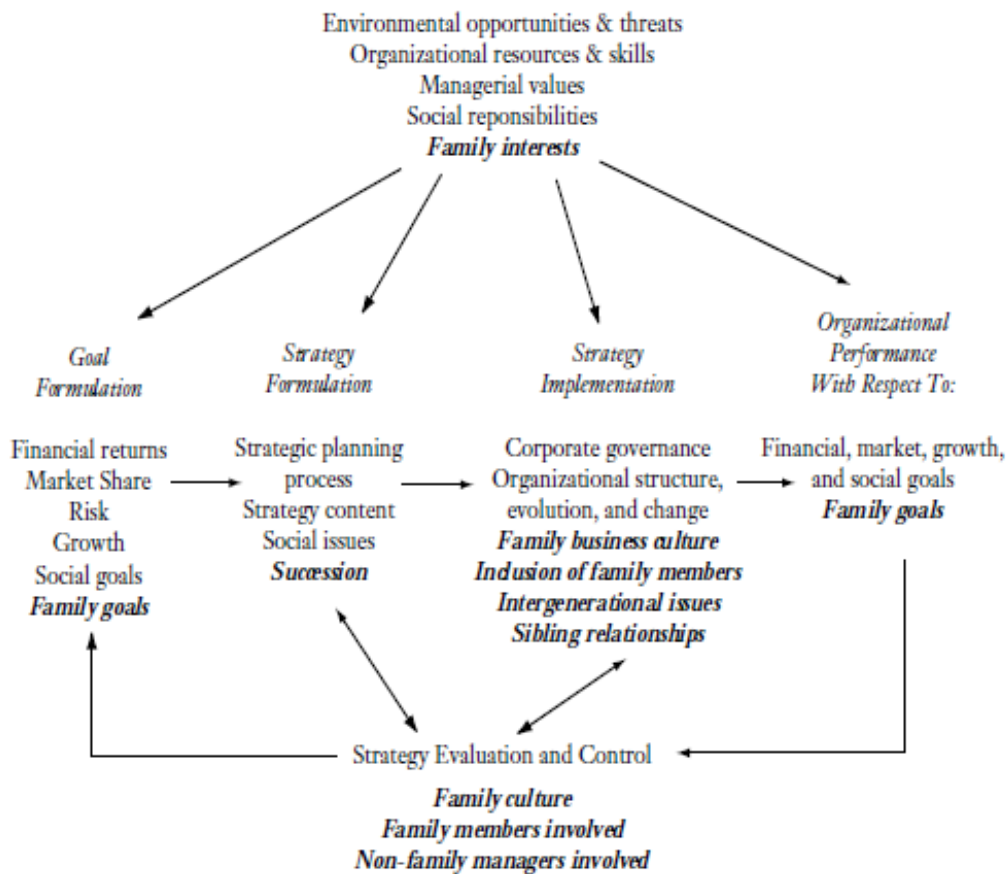 Environmental opportunities & threats
Organizational resources & skills
Managerial values
Social reponsibilities
Family interests
Goal
Formulation
Strategy
Formulation
Strategy
Implementation
Organizational
Performance
With Respect To:
Financial returns
Market Share
Risk
Growth
Social goals
Family goals
Strategic planning
process
Strategy content
Social issues
Succession
Corporate governance
Organizational structure,
evolution, and change
Family business culture
Inclusion of family members
Intergenerational issues
Sibling relationships
Financial, market, growth,
and social goals
Family goals
Strategy Evaluation and Control
Family culture
Family members involved
Non-family managers involved